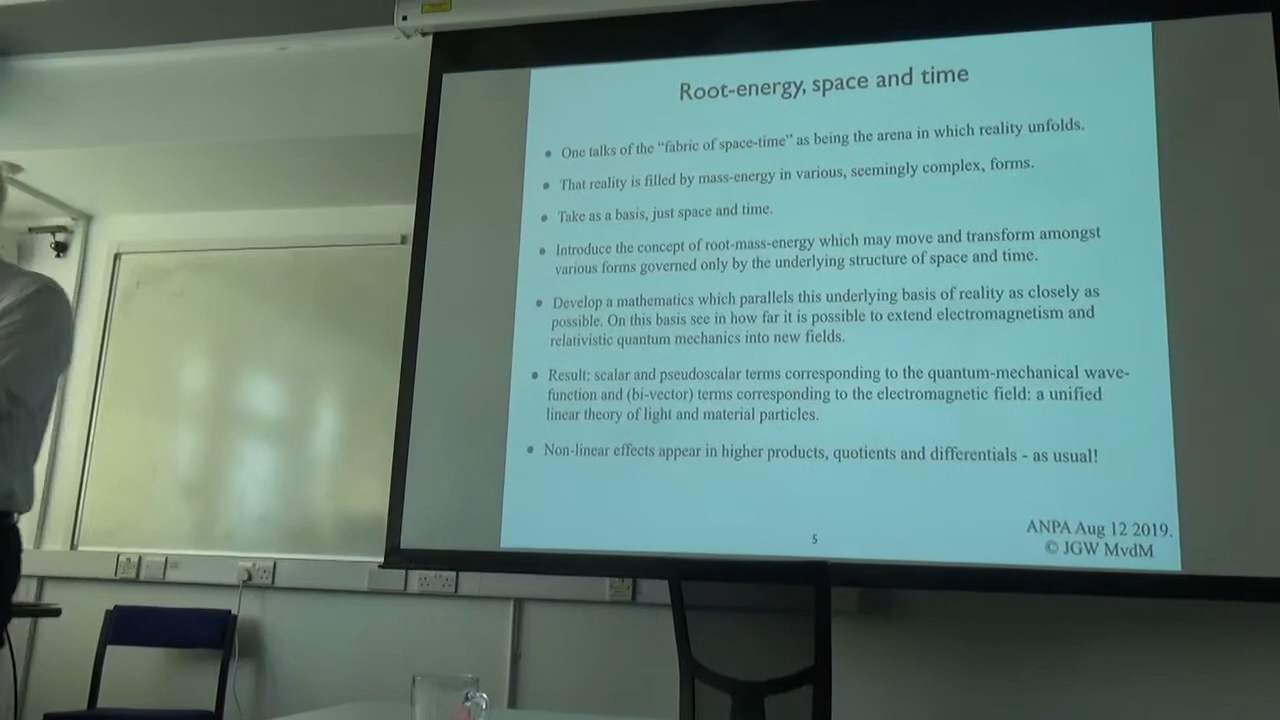 Root-energy, space and time
• One talks of the "fabric of space-time" as being the arena in which reality unfolds.
• That reality is filled by mass-energy in various, seemingly complex, forms.
• Take as a basis, just space and time.
• Introduce the concept of root-mass-energy which may move and transform amongst
various forms governed only by the underlying structure of space and time.
• Develop a mathematics which parallels this underlying basis of reality as closely as
possible. On this basis see in how far it is possible to extend electromagnetism and
relativistic quantum mechanics into new fields.
• Result: scalar and pseudoscalar terms corresponding to the quantum-mechanical wave-
function and (bi-vector) terms corresponding to the electromagnetic field: a unified
linear theory of light and material particles.
• Non-linear effects appear in higher products, quotients and differentials - as usual!
5
ANPA Aug 12 2019.
© JGW MvdM